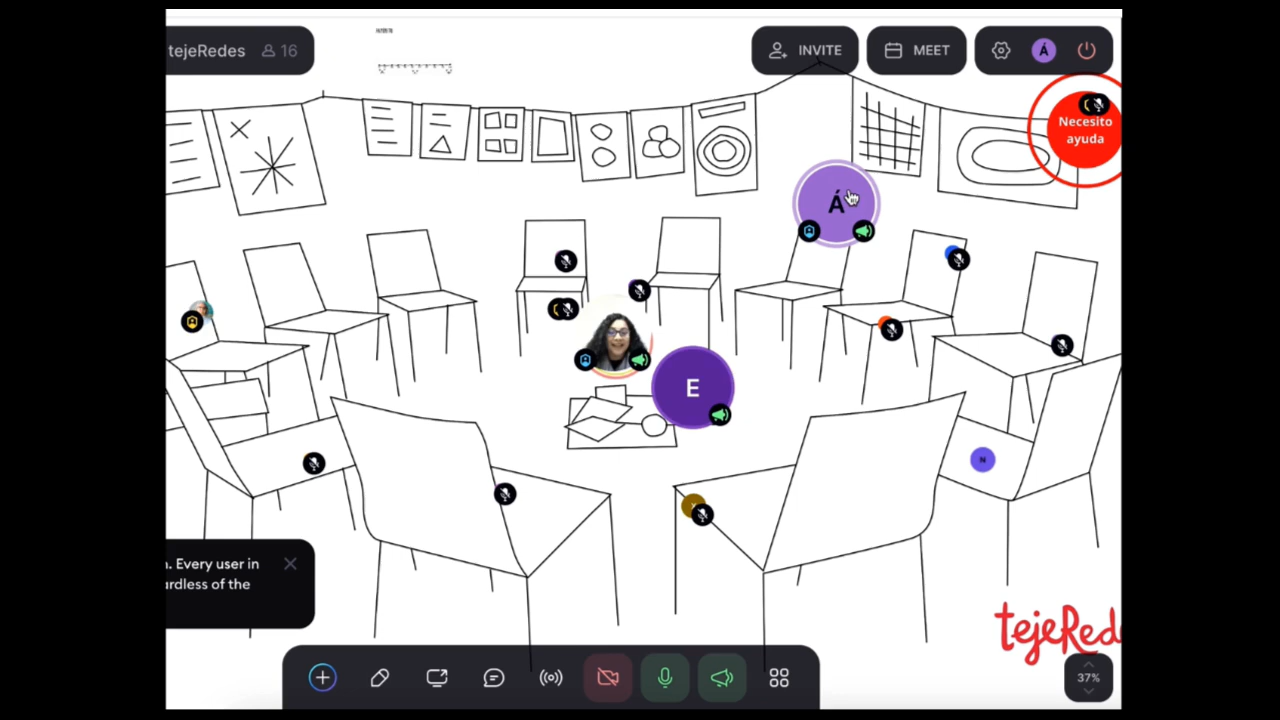 tejeRedes 16
INVITE
MEET
Á
Necesito
ayuda
Á
E
N
. Every user in
rdless of the
tejeRed
37%